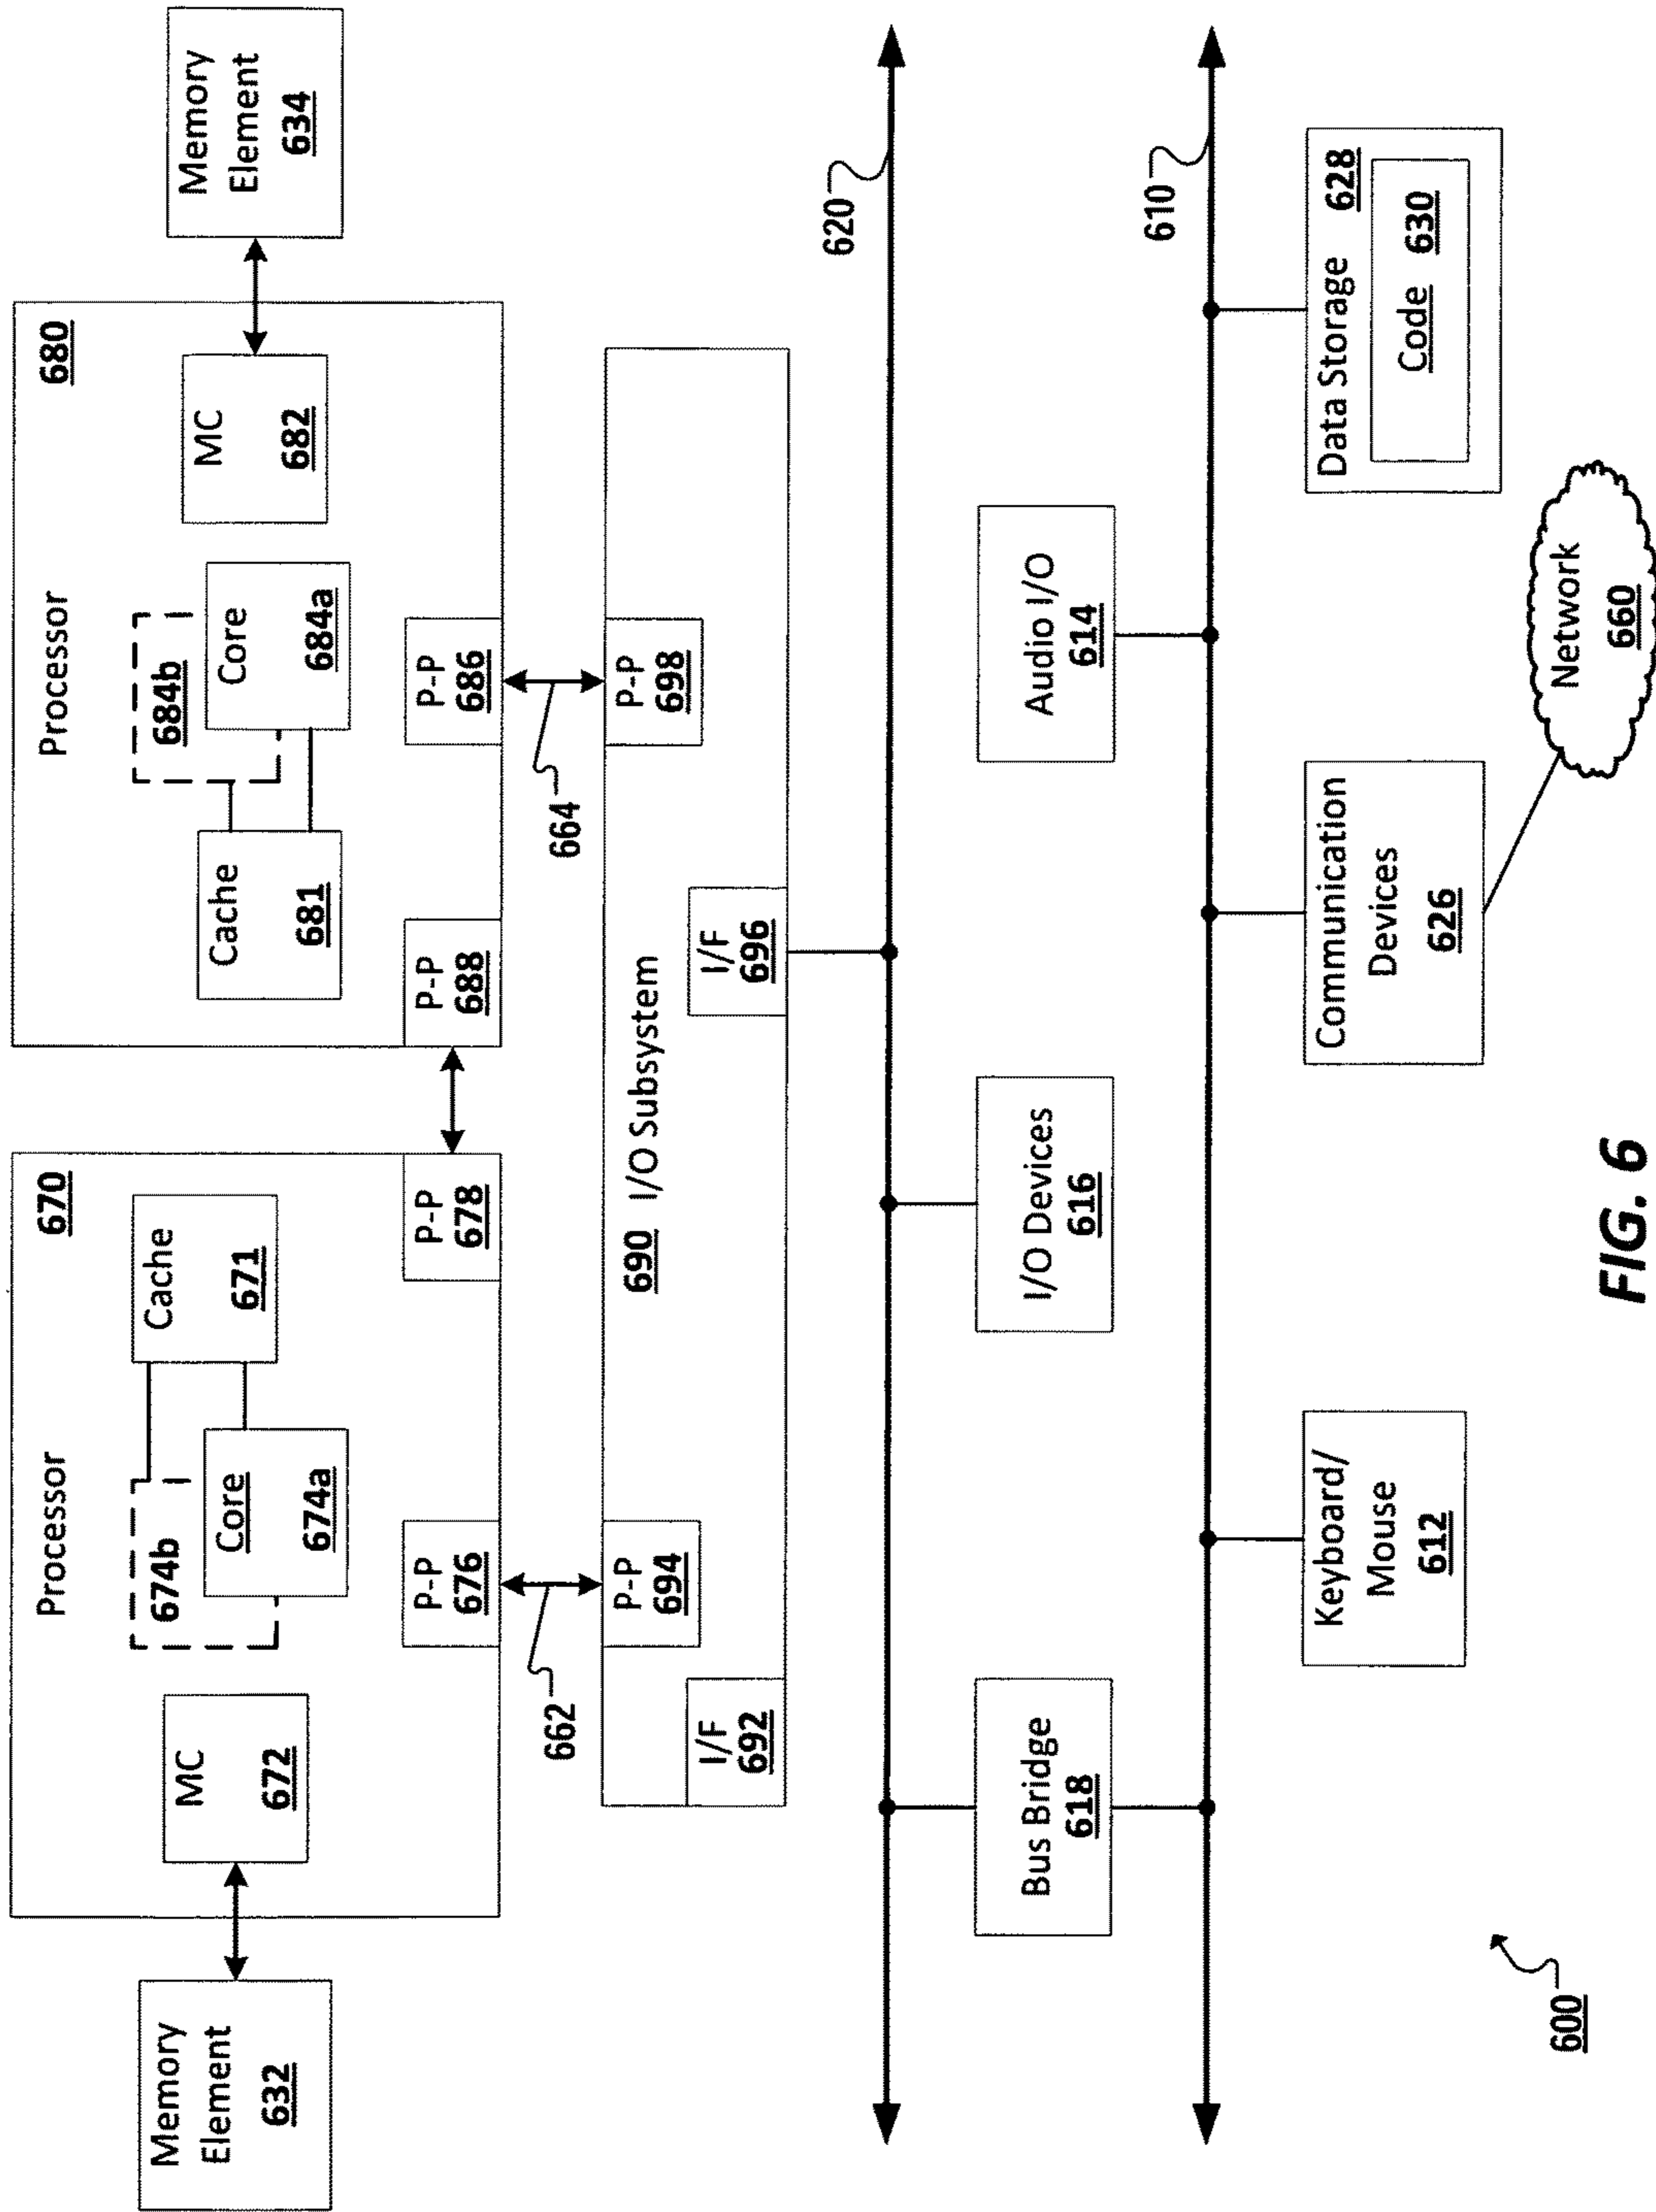 Memory
Element
632
Processor
670
MC
672
674b
Core
674a
Cache
671
P-P
676
P-P
678
Processor
680
Cache
681
684b
Core
684a
MC
682
P-P
688
P-P
686
Memory
Element
634
662
664
690 I/O Subsystem
P-P
694
P-P
698
I/F
692
I/F
696
620
Bus Bridge
618
I/O Devices
616
Audio I/O
614
610
Keyboard/
Mouse
612
Communication
Devices
626
Data Storage
628
Code 630
Network
660
600
FIG. 6